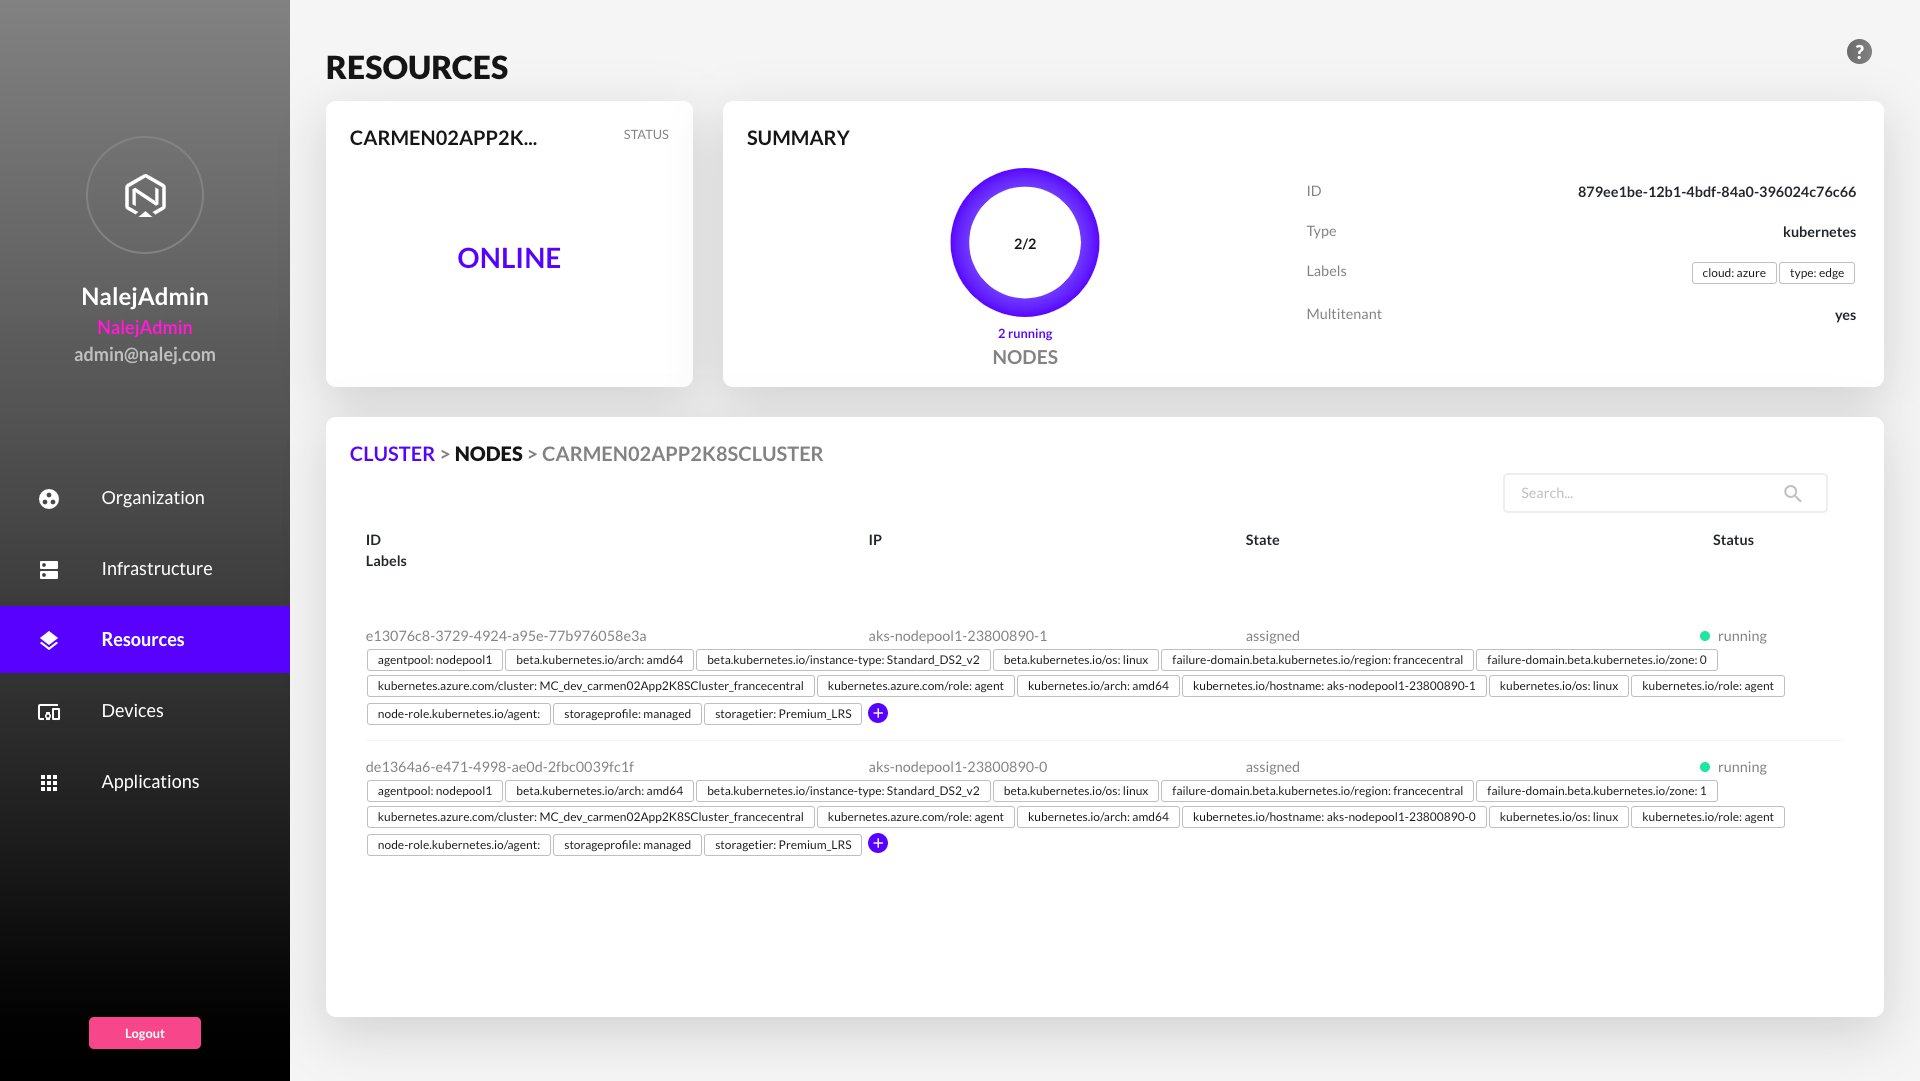 NalejAdmin
NalejAdmin
admin@nalej.com
Organization
Infrastructure
Resources
Devices
Applications
Logout
RESOURCES
?
CARMEN02APP2K...
STATUS
ONLINE
SUMMARY
2/2
2 running
NODES
ID 879ee1be-12b1-4bdf-84a0-396024c76c66
Type kubernetes
Labels cloud: azure type: edge
Multitenant yes
CLUSTER > NODES > CARMEN02APP2K8SCLUSTER
Search...
ID IP State Status
Labels
e13076c8-3729-4924-a95e-77b976058e3a aks-nodepool1-23800890-1 assigned running
agentpool: nodepool1 beta.kubernetes.io/arch: amd64 beta.kubernetes.io/instance-type: Standard_DS2_v2 beta.kubernetes.io/os: linux failure-domain.beta.kubernetes.io/region: francecentral failure-domain.beta.kubernetes.io/zone: 0
kubernetes.azure.com/cluster: MC_dev_carmen02App2K8SCluster_francecentral kubernetes.azure.com/role: agent kubernetes.io/arch: amd64 kubernetes.io/hostname: aks-nodepool1-23800890-1 kubernetes.io/os: linux kubernetes.io/role: agent
node-role.kubernetes.io/agent: storageprofile: managed storagetier: Premium_LRS +
de1364a6-e471-4998-ae0d-2fbc0039fc1f aks-nodepool1-23800890-0 assigned running
agentpool: nodepool1 beta.kubernetes.io/arch: amd64 beta.kubernetes.io/instance-type: Standard_DS2_v2 beta.kubernetes.io/os: linux failure-domain.beta.kubernetes.io/region: francecentral failure-domain.beta.kubernetes.io/zone: 1
kubernetes.azure.com/cluster: MC_dev_carmen02App2K8SCluster_francecentral kubernetes.azure.com/role: agent kubernetes.io/arch: amd64 kubernetes.io/hostname: aks-nodepool1-23800890-0 kubernetes.io/os: linux kubernetes.io/role: agent
node-role.kubernetes.io/agent: storageprofile: managed storagetier: Premium_LRS +